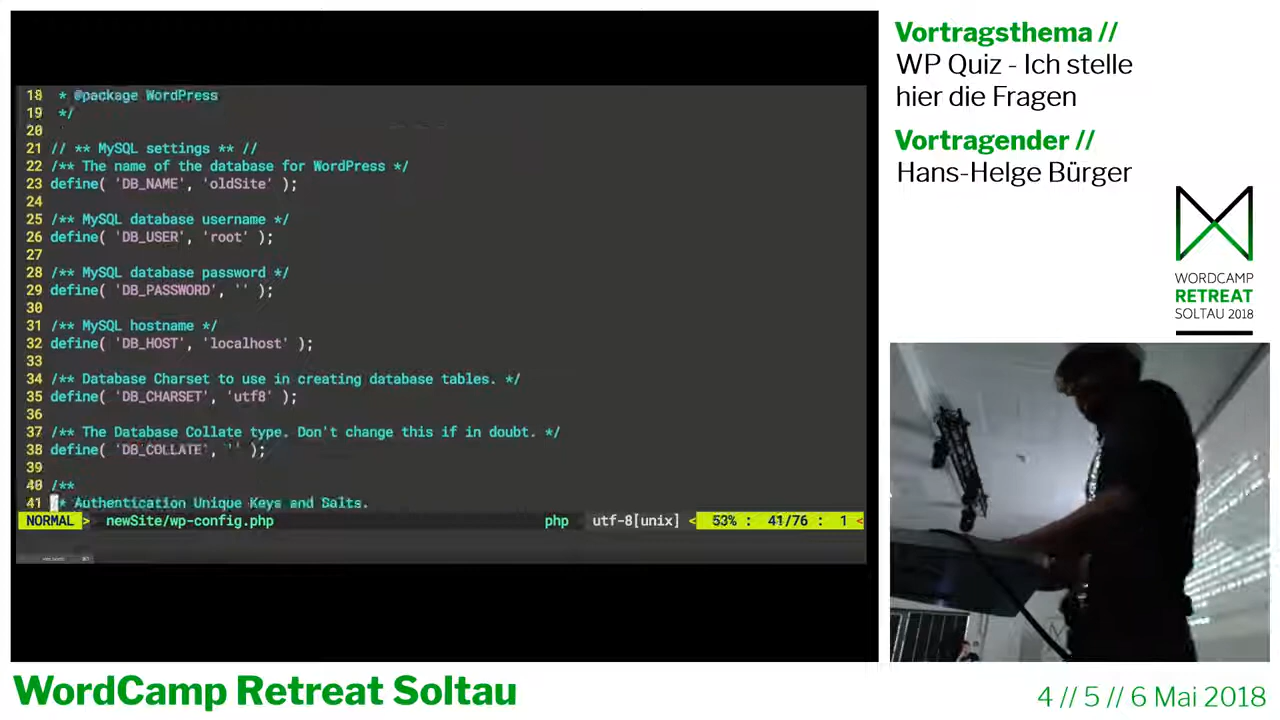 18 * @package WordPress
19 */
20
21 // ** MySQL settings ** //
22 /** The name of the database for WordPress */
23 define( 'DB_NAME', 'oldSite' );
24
25 /** MySQL database username */
26 define( 'DB_USER', 'root' );
27
28 /** MySQL database password */
29 define( 'DB_PASSWORD', '' );
30
31 /** MySQL hostname */
32 define( 'DB_HOST', 'localhost' );
33
34 /** Database Charset to use in creating database tables. */
35 define( 'DB_CHARSET', 'utf8' );
36
37 /** The Database Collate type. Don't change this if in doubt. */
38 define( 'DB_COLLATE', '' );
39
40 /**
41 * Authentication Unique Keys and Salts.
NORMAL > newSite/wp-config.php php utf-8[unix] < 53% : 41/76 : 1 <
Vortragsthema //
WP Quiz - Ich stelle
hier die Fragen
Vortragender //
Hans-Helge Bürger
WORDCAMP
RETREAT
SOLTAU 2018
WordCamp Retreat Soltau
4 // 5 // 6 Mai 2018